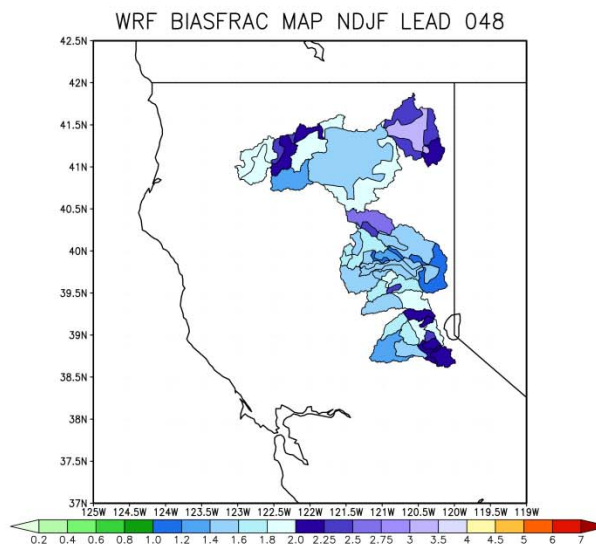 WRF BIASFRAC MAP NDJF LEAD 048
42.5N
42N
41.5N
41N
40.5N
40N
39.5N
39N
38.5N
38N
37.5N
37N
125W 124.5W 124W 123.5W 123W 122.5W 122W 121.5W 121W 120.5W 120W 119.5W 119W
0.2 0.4 0.6 0.8 1.0 1.2 1.4 1.6 1.8 2.0 2.25 2.5 2.75 3 3.5 4 4.5 5 6 7